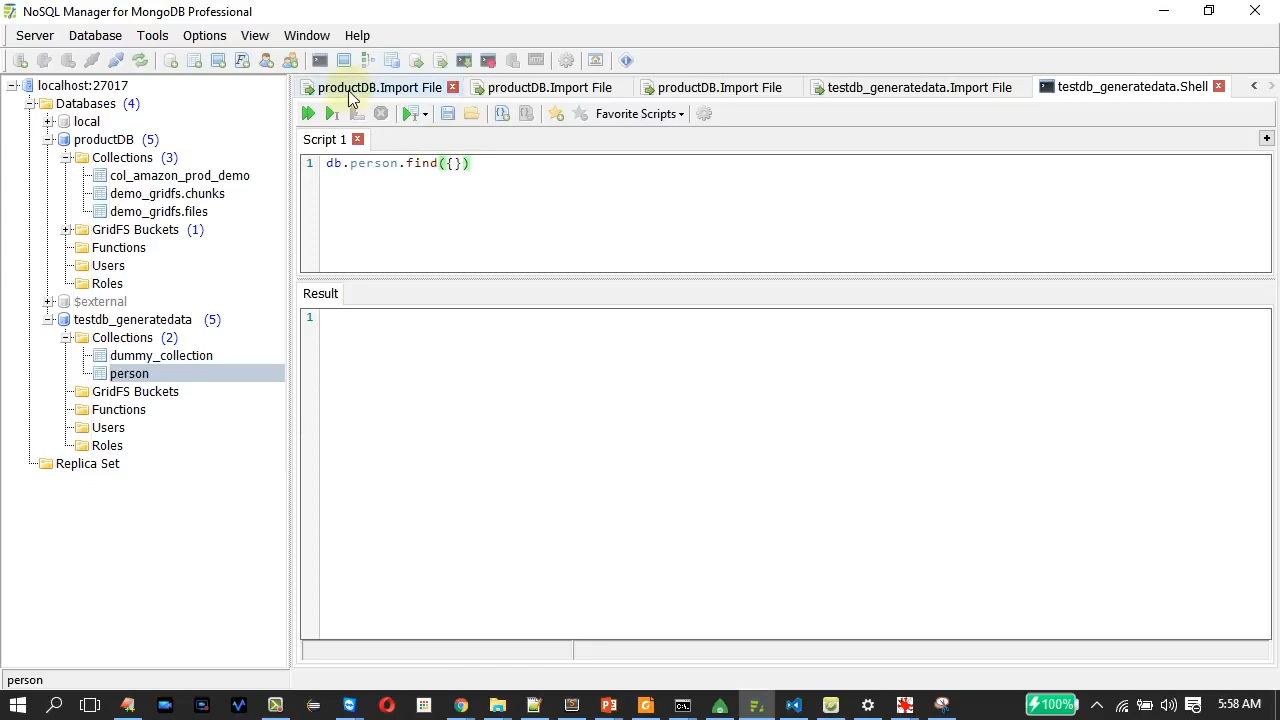 NoSQL Manager for MongoDB Professional
Server Database Tools Options View Window Help
localhost:27017
Databases (4)
local
productDB (5)
Collections (3)
col_amazon_prod_demo
demo_gridfs.chunks
demo_gridfs.files
GridFS Buckets (1)
Functions
Users
Roles
$external
testdb_generatedata (5)
Collections (2)
dummy_collection
person
GridFS Buckets
Functions
Users
Roles
Replica Set
productDB.Import File productDB.Import File productDB.Import File testdb_generatedata.Import File testdb_generatedata.Shell
Favorite Scripts
Script 1
1 db.person.find({})
Result
1
person
100% 5:58 AM